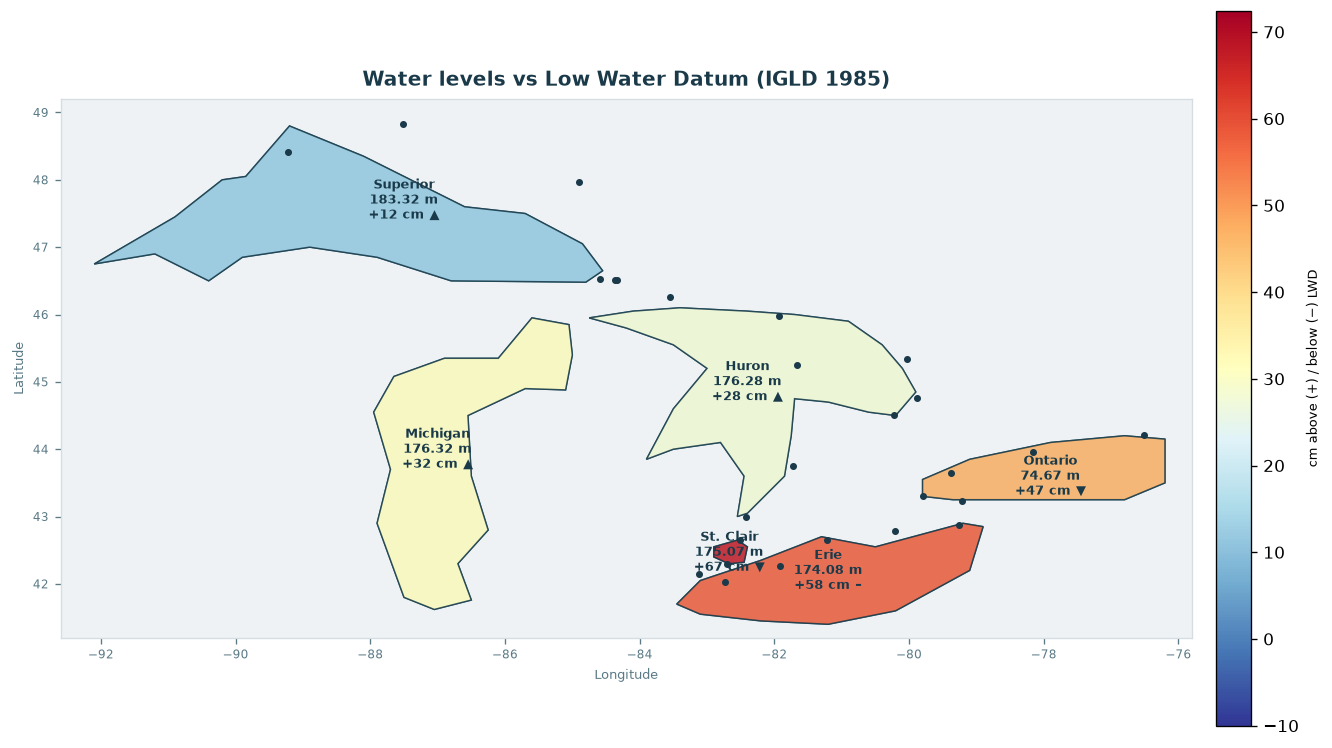 Water levels vs Low Water Datum (IGLD 1985)
49
48
47
46
45
44
43
42
Latitude
Superior
183.32 m
+12 cm ▲
Michigan
176.32 m
+32 cm ▲
Huron
176.28 m
+28 cm ▲
St. Clair
175.07 m
+67 cm ▼
Erie
174.08 m
+58 cm –
Ontario
74.67 m
+47 cm ▼
−92
−90
−88
−86
−84
−82
−80
−78
−76
Longitude
70
60
50
40
30
20
10
0
−10
cm above (+) / below (−) LWD